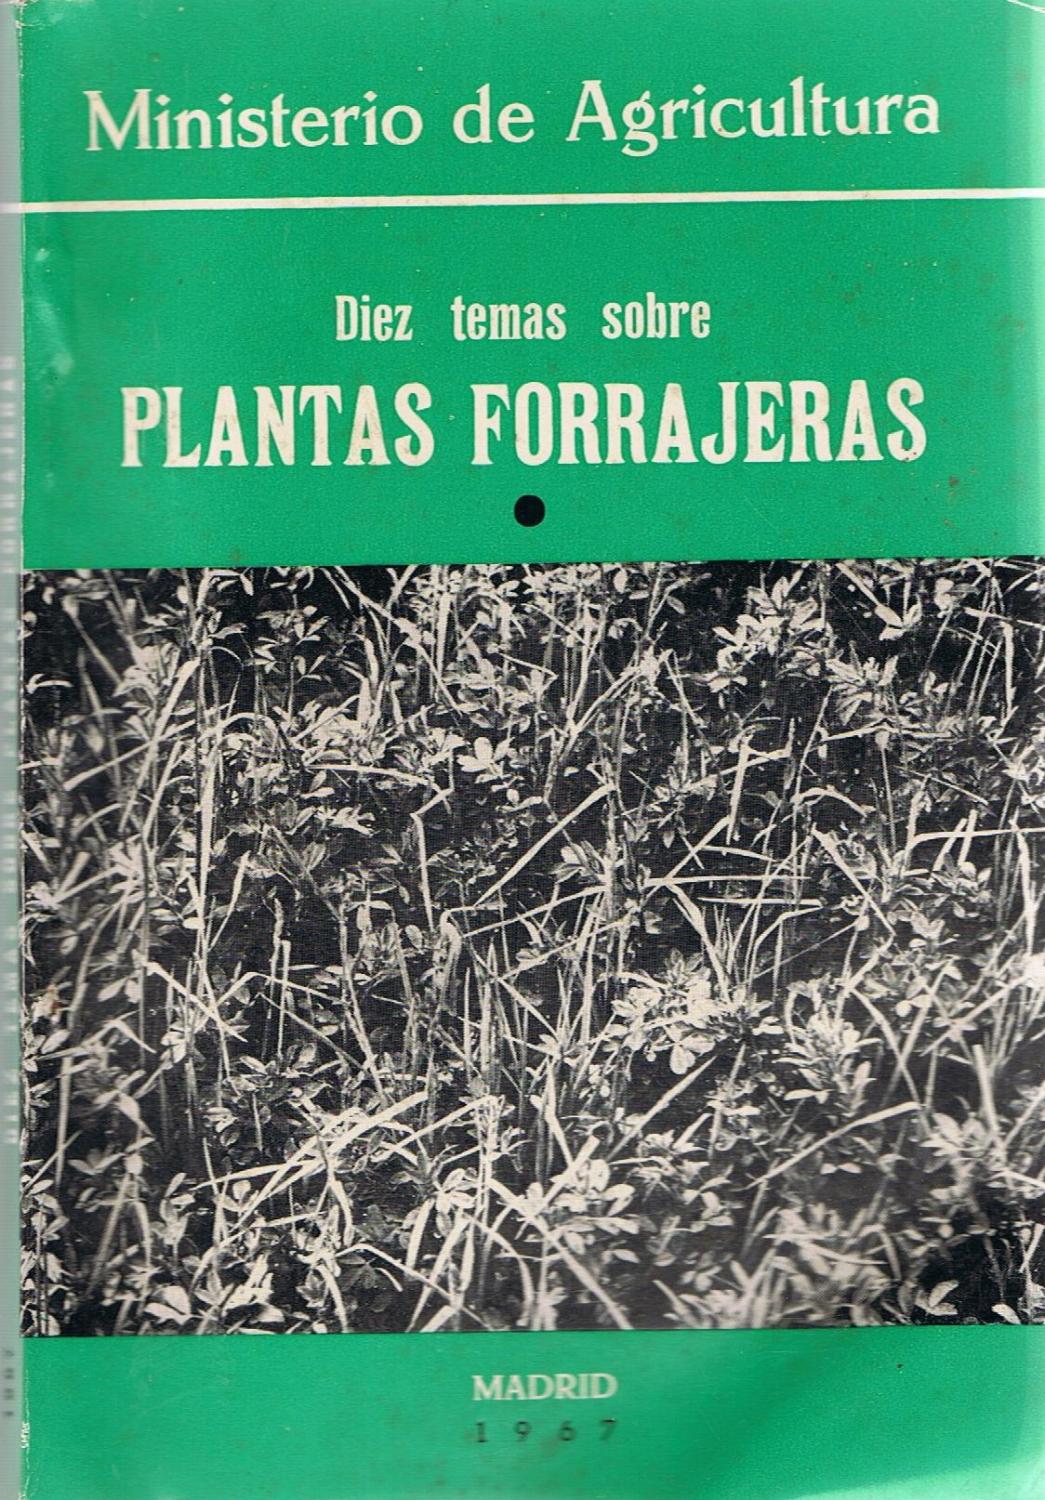 Ministerio de Agricultura
Diez temas sobre
PLANTAS FORRAJERAS
MADRID
1967